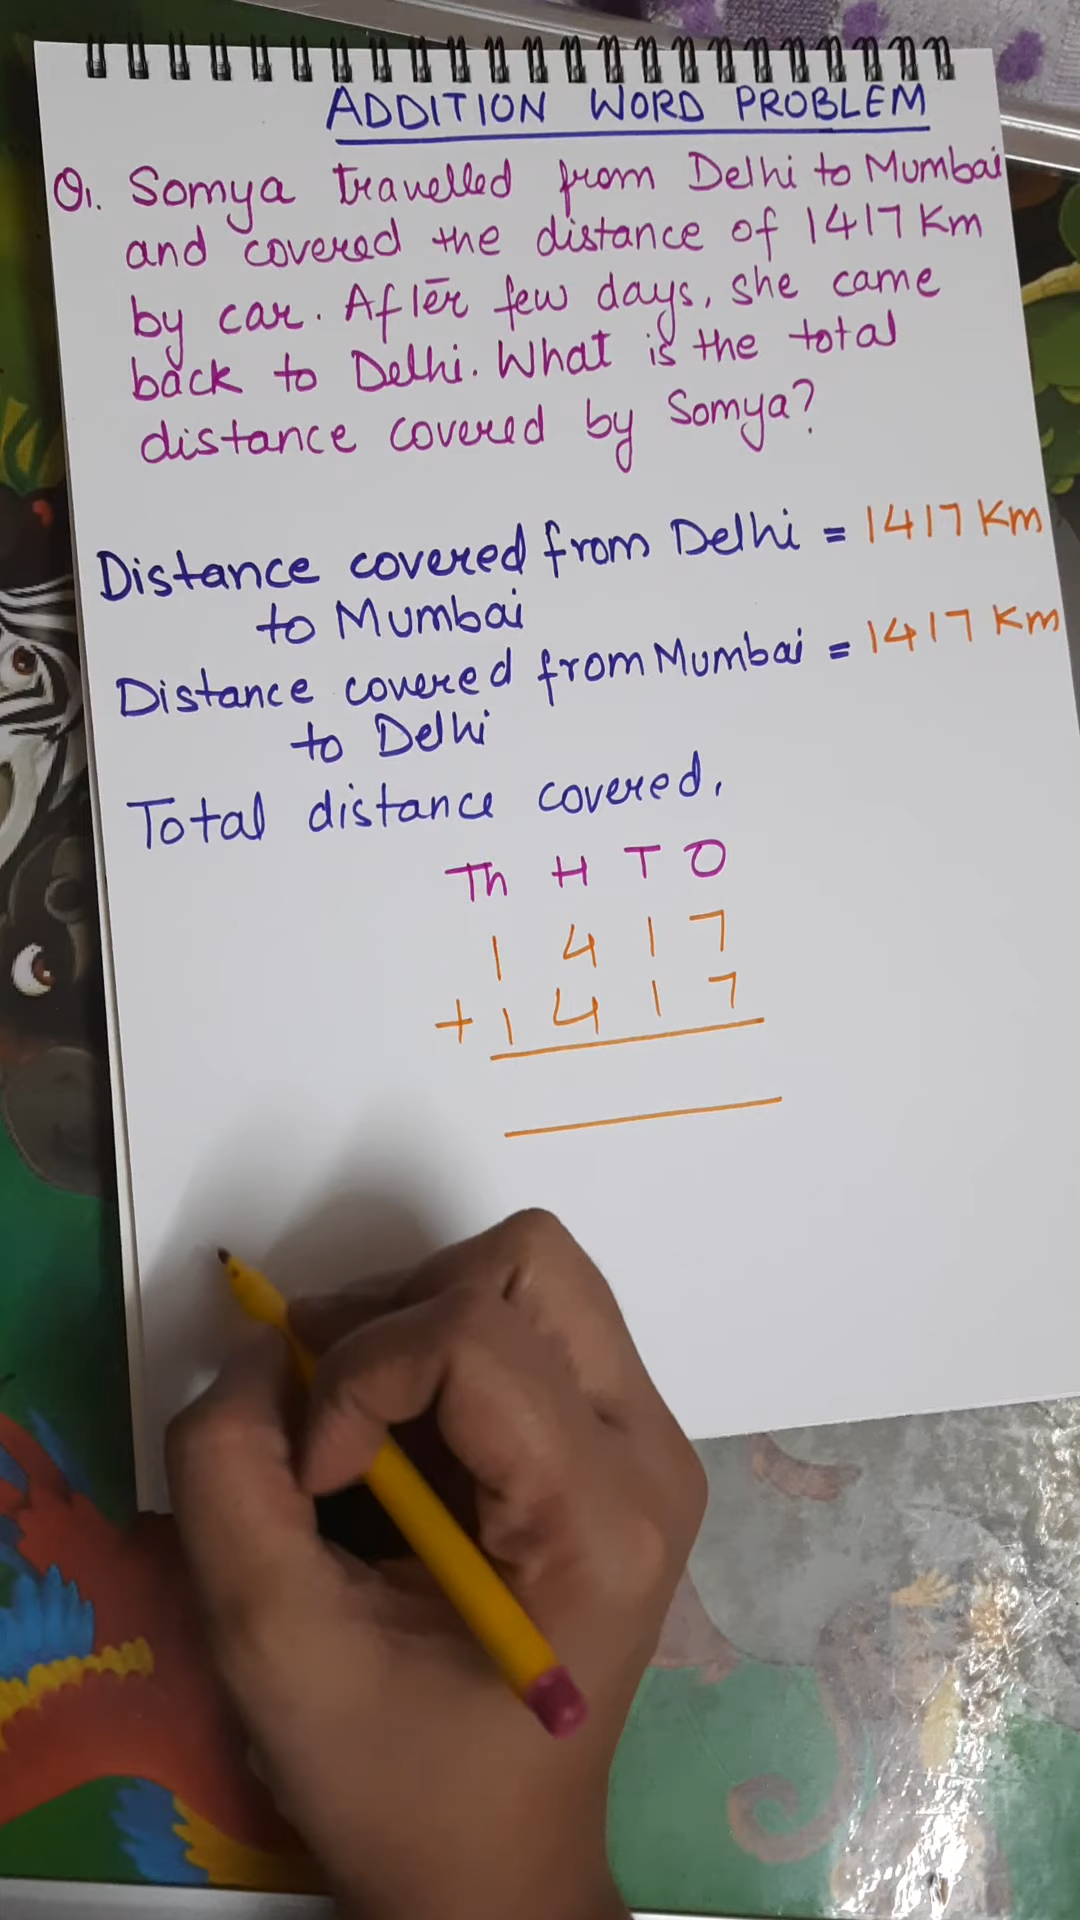 ADDITION WORD PROBLEM
Q1. Somya travelled from Delhi to Mumbai
and covered the distance of 1417 Km
by car. After few days, she came
back to Delhi. What is the total
distance covered by Somya?
Distance covered from Delhi = 1417 Km
to Mumbai
Distance covered from Mumbai = 1417 Km
to Delhi
Total distance covered,
Th H T O
1 4 1 7
+ 1 4 1 7